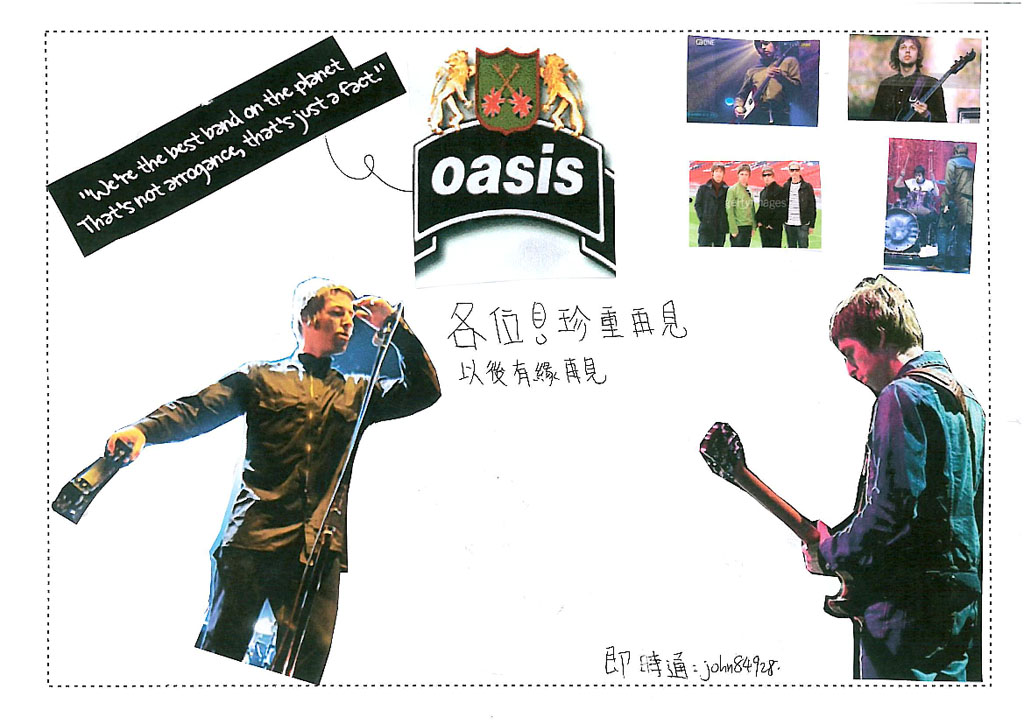 "We're the best band on the planet
That's not arrogance, that's just a fact."
oasis
gettyimages
各位! 珍重再見
以後有緣再見
即時通:john84928.